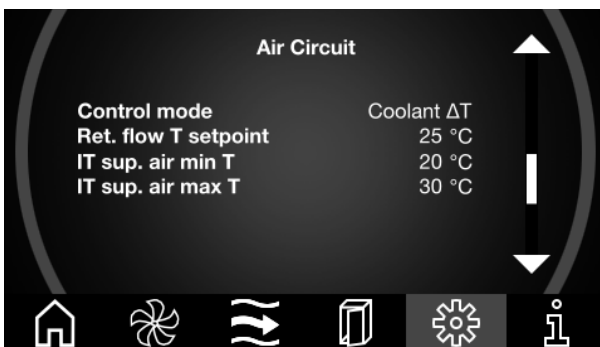 Air Circuit
Control mode Coolant ΔT
Ret. flow T setpoint 25 °C
IT sup. air min T 20 °C
IT sup. air max T 30 °C